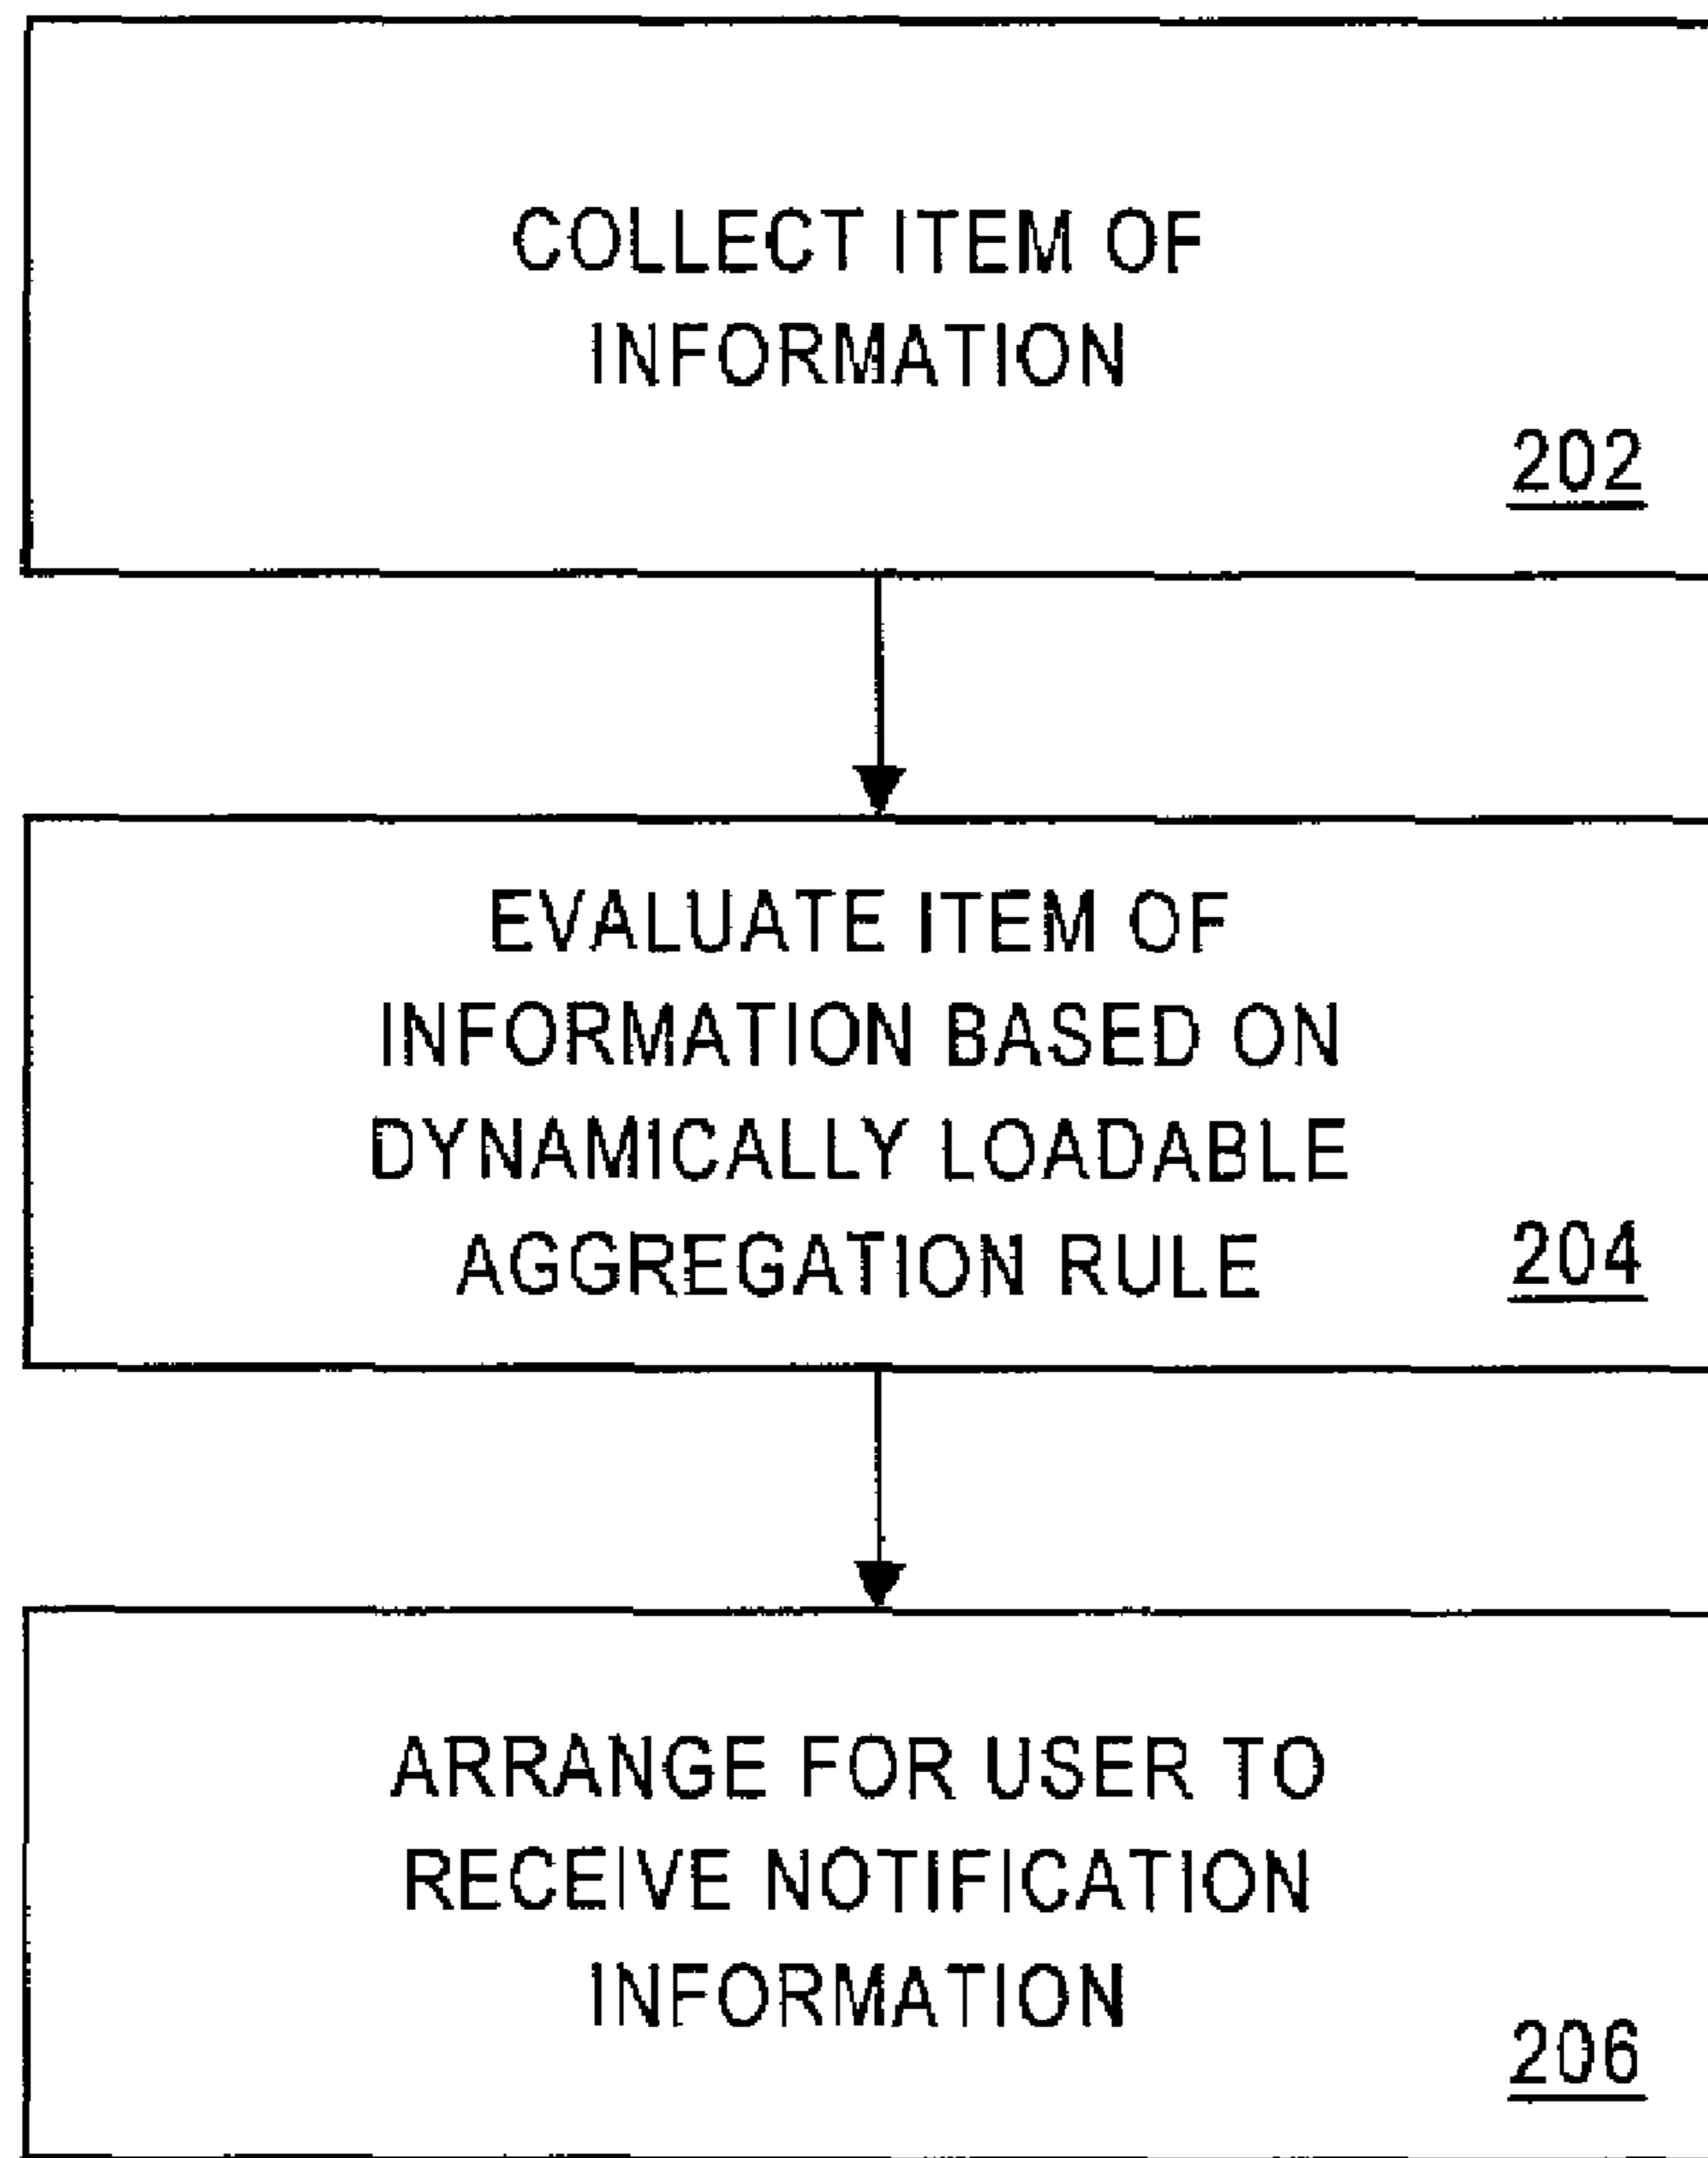 COLLECT ITEM OF
INFORMATION
202
EVALUATE ITEM OF
INFORMATION BASED ON
DYNAMICALLY LOADABLE
AGGREGATION RULE
204
ARRANGE FOR USER TO
RECEIVE NOTIFICATION
INFORMATION
206